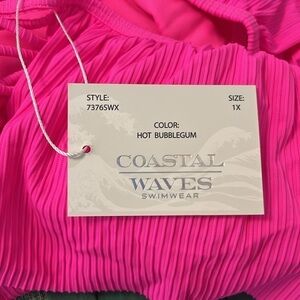 STYLE: SIZE:
7376SWX 1X
COLOR:
HOT BUBBLEGUM
COASTAL
WAVES
SWIMWEAR